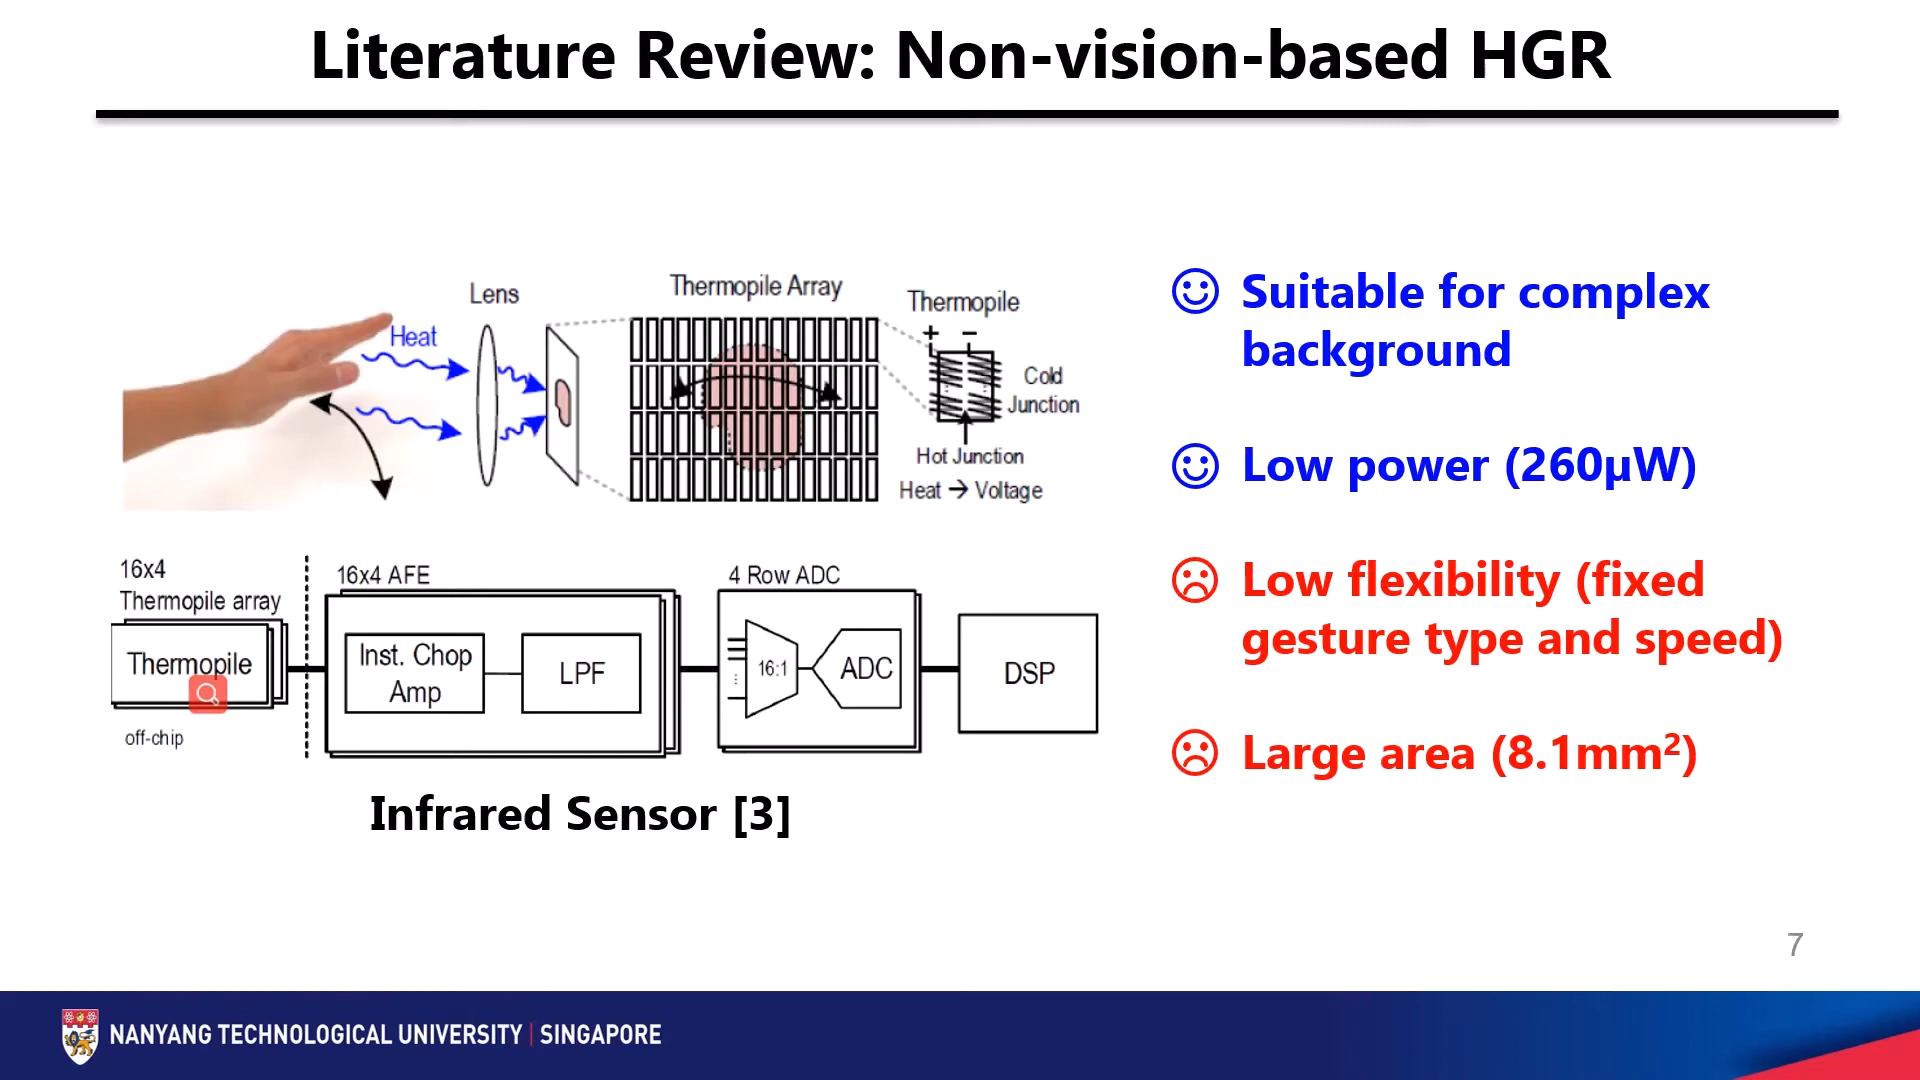 Literature Review: Non-vision-based HGR
Lens
Heat
Thermopile Array
Thermopile
+ −
Cold
Junction
Hot Junction
Heat → Voltage
16x4
Thermopile array
Thermopile
off-chip
16x4 AFE
Inst. Chop
Amp
LPF
4 Row ADC
16:1
ADC
DSP
Infrared Sensor [3]
Suitable for complex
background
Low power (260µW)
Low flexibility (fixed
gesture type and speed)
Large area (8.1mm²)
7
NANYANG TECHNOLOGICAL UNIVERSITY | SINGAPORE